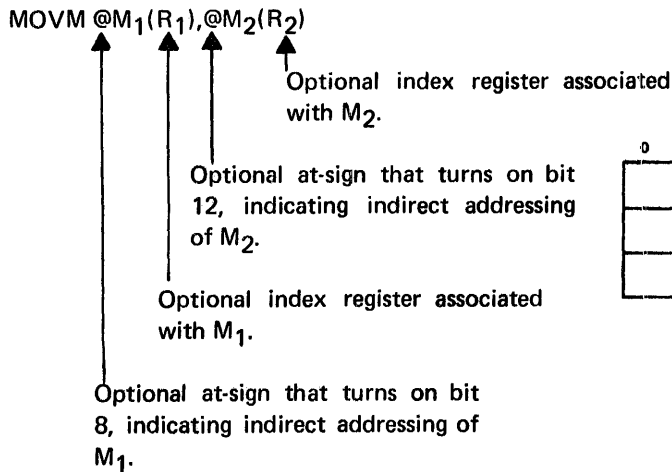 MOVM @M1(R1),@M2(R2)
Optional index register associated
with M2.
0
Optional at-sign that turns on bit
12, indicating indirect addressing
of M2.
Optional index register associated
with M1.
Optional at-sign that turns on bit
8, indicating indirect addressing of
M1.